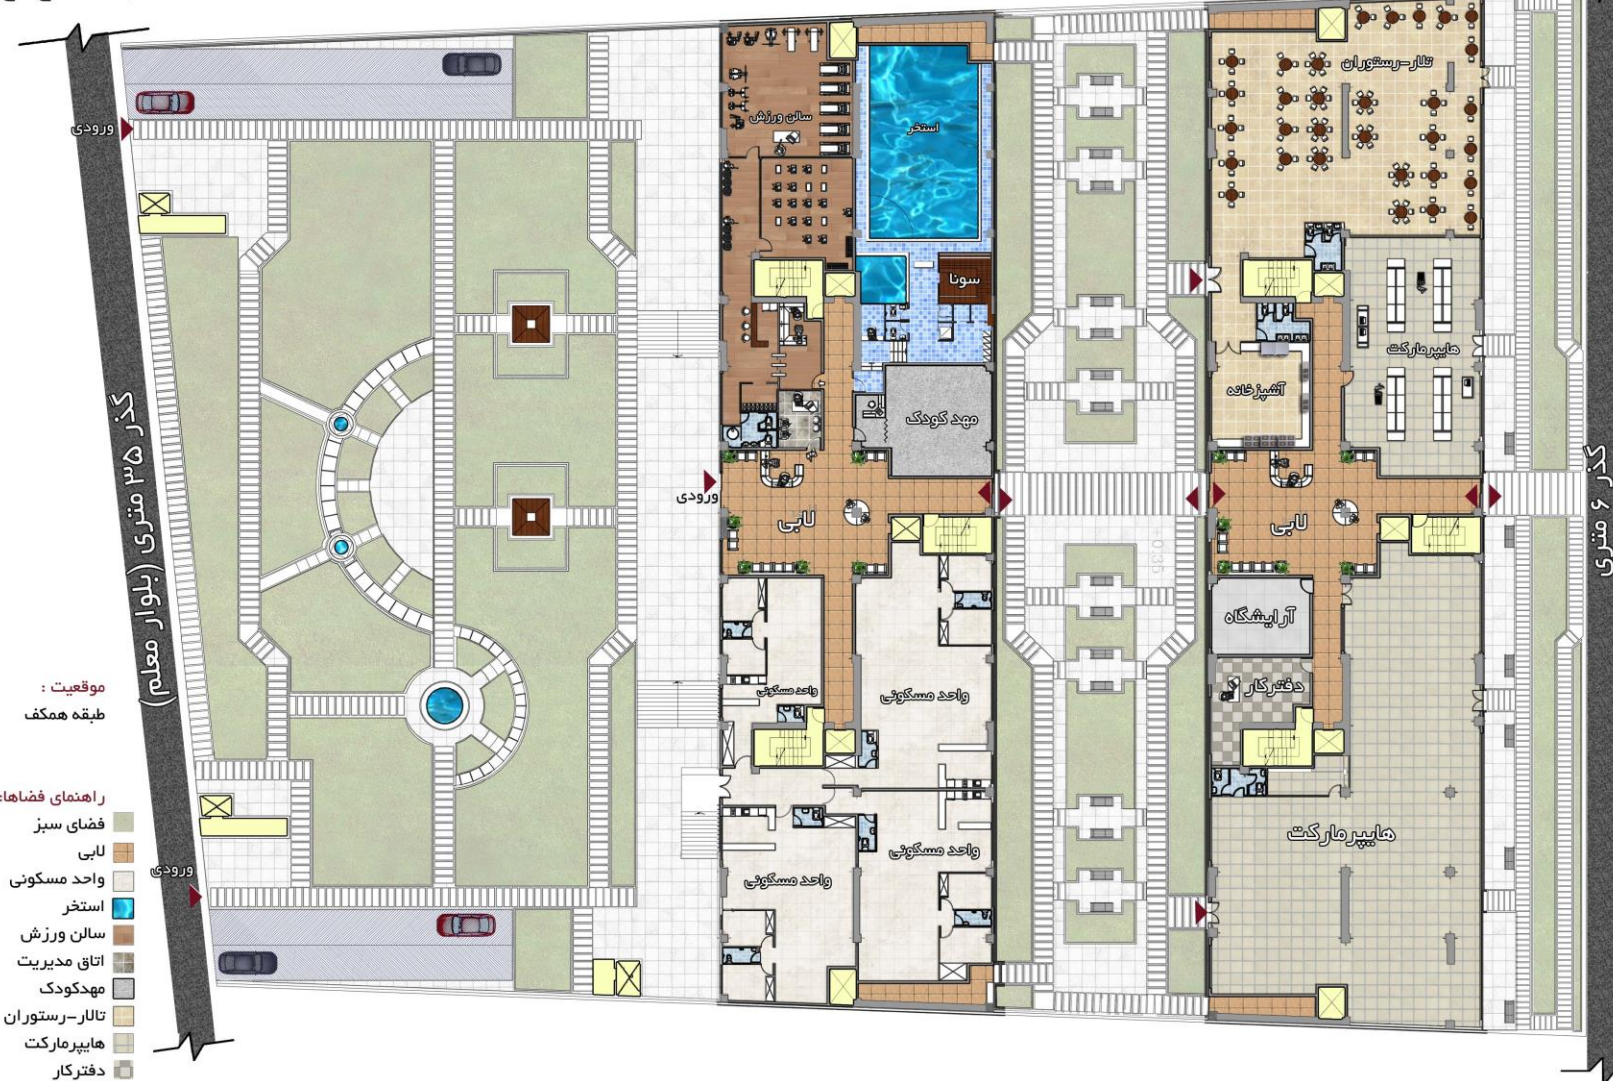 موقعیت :
طبقه همکف
راهنمای فضاها:
فضای سبز
لابی
واحد مسکونی
استخر
سالن ورزش
اتاق مدیریت
مهدکودک
تالار-رستوران
هایپرمارکت
دفترکار
گذر ۳۵ متری (بلوار معلم)
ورودی
ورودی
ورودی
سالن ورزش
استخر
سونا
مهد کودک
لابی
واحد مسکونی
واحد مسکونی
واحد مسکونی
واحد مسکونی
تالار-رستوران
هایپرمارکت
آشپزخانه
لابی
آرایشگاه
دفترکار
هایپرمارکت
گذر ۶ متری